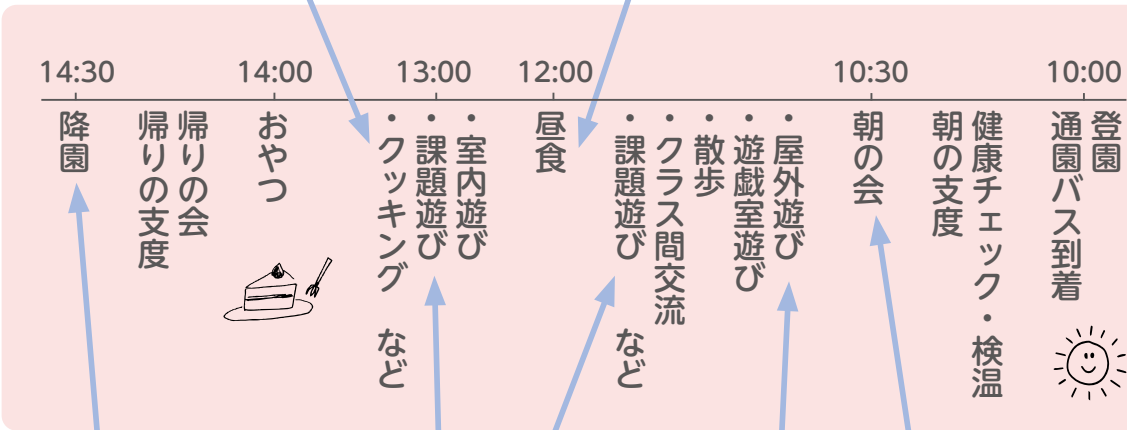 10:00
登園
通園バス到着
健康チェック・検温
朝の支度
10:30
朝の会
・屋外遊び
・遊戯室遊び
・散歩
・クラス間交流
・課題遊び　など
12:00
昼食
13:00
・室内遊び
・課題遊び
・クッキング　など
14:00
おやつ
帰りの会
帰りの支度
14:30
降園